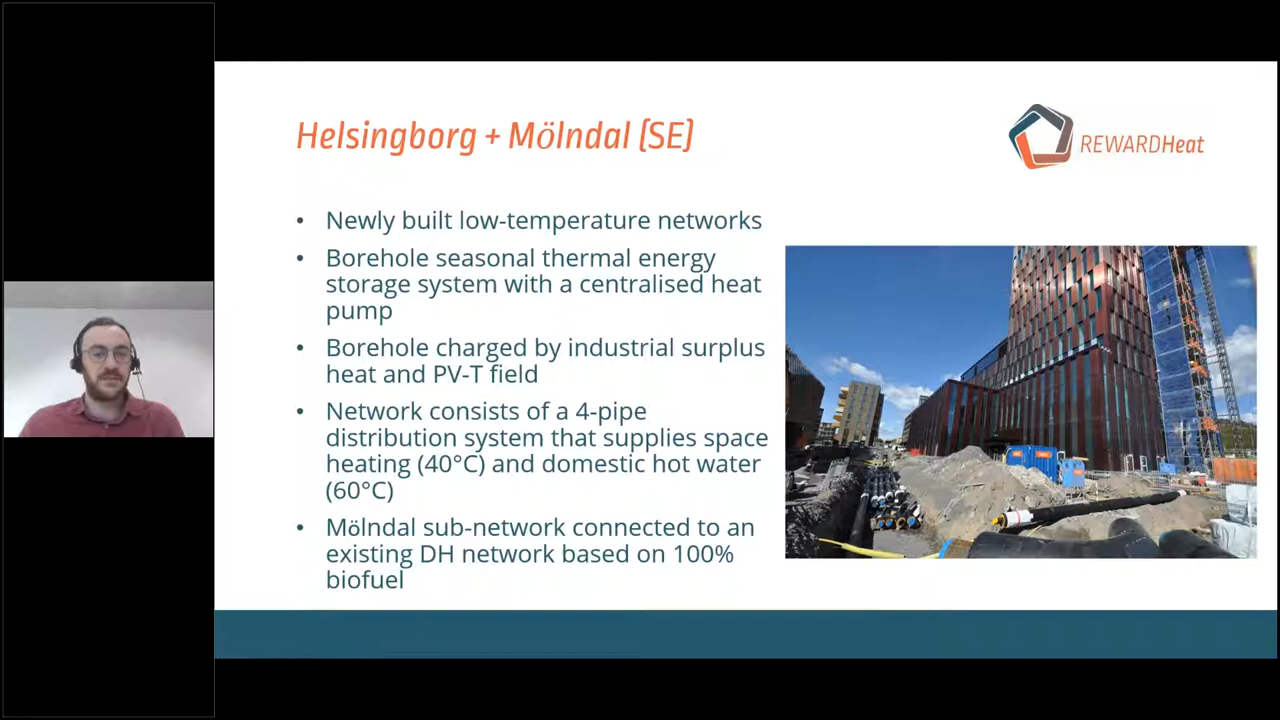 Helsingborg + Mölndal (SE)
REWARDHeat
• Newly built low-temperature networks
• Borehole seasonal thermal energy
storage system with a centralised heat
pump
• Borehole charged by industrial surplus
heat and PV-T field
• Network consists of a 4-pipe
distribution system that supplies space
heating (40°C) and domestic hot water
(60°C)
• Mölndal sub-network connected to an
existing DH network based on 100%
biofuel